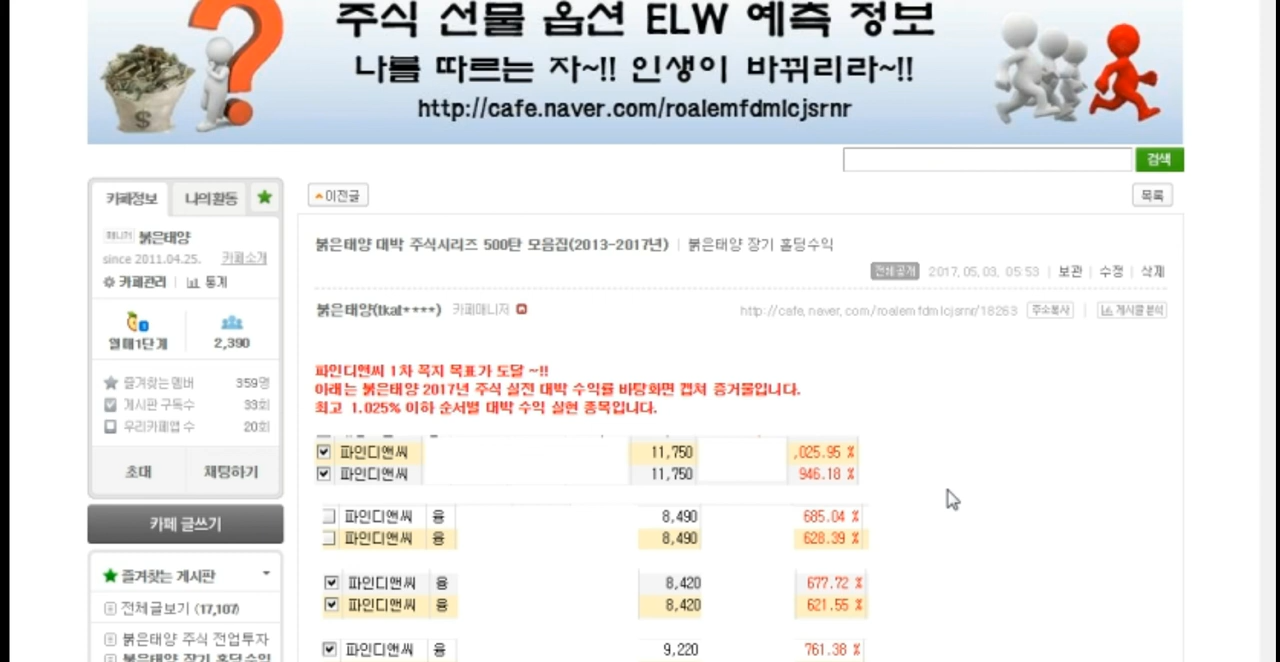 주식 선물 옵션 ELW 예측 정보
나를 따르는 자~!! 인생이 바뀌리라~!!
http://cafe.naver.com/roalemfdmlcjsrnr
검색
카페정보 나의활동
이전글
목록
매니저 붉은태양
since 2011.04.25. 카페소개
카페관리 통계
붉은태양 대박 주식시리즈 500탄 모음집(2013-2017년) | 붉은태양 장기 홀딩수익
전체공개 2017.05.03. 05:53 | 보관 | 수정 | 삭제
붉은태양(tkat****) 카페매니저
http://cafe.naver.com/roalemfdmlcjsrnr/18263 주소복사 | 게시글 분석
열매1단계 2,390
즐겨찾는 멤버 359명
게시판 구독수 33회
우리카페앱 수 20회
초대 채팅하기
카페 글쓰기
즐겨찾는 게시판
전체글보기 (17,107)
붉은태양 주식 전업투자
붉은태양 장기 홀딩수익
파인디앤씨 1차 꼭지 목표가 도달 ~!!
아래는 붉은태양 2017년 주식 실전 대박 수익률 바탕화면 캡쳐 증거물입니다.
최고 1.025% 이하 순서별 대박 수익 실현 종목입니다.
파인디앤씨 11,750 ,025.95 %
파인디앤씨 11,750 946.18 %
파인디앤씨 융 8,490 685.04 %
파인디앤씨 융 8,490 628.39 %
파인디앤씨 융 8,420 677.72 %
파인디앤씨 융 8,420 621.55 %
파인디앤씨 융 9,220 761.38 %